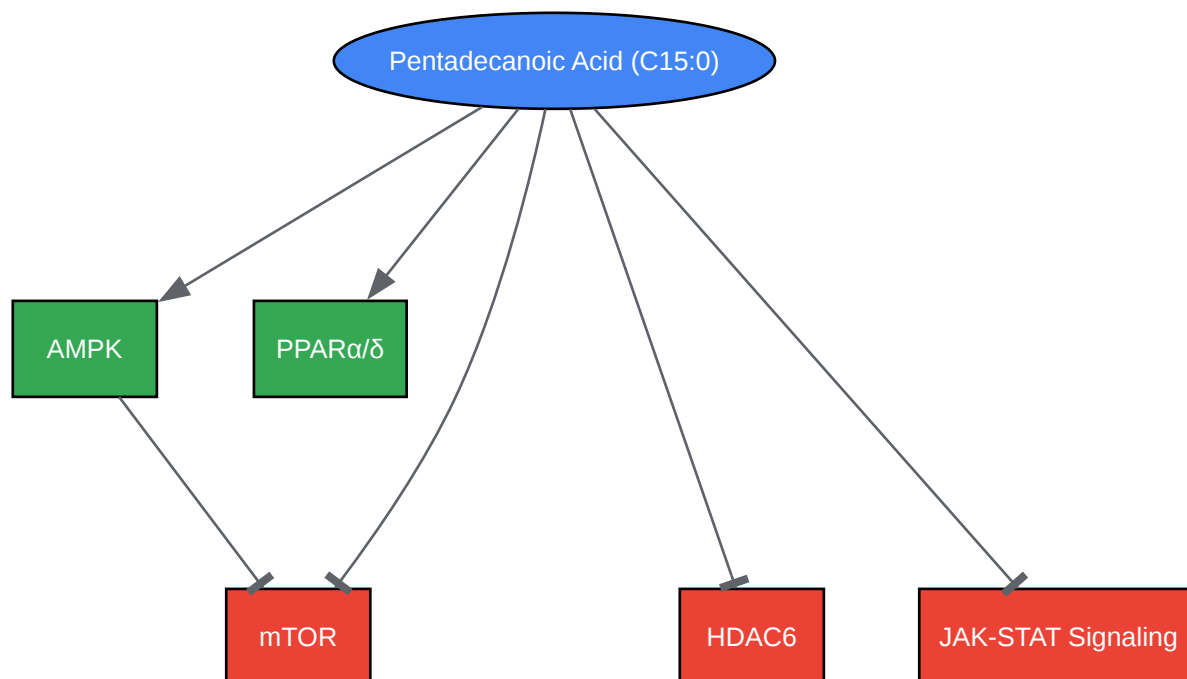 Pentadecanoic Acid (C15:0)
AMPK
PPARα/δ
mTOR
HDAC6
JAK-STAT Signaling